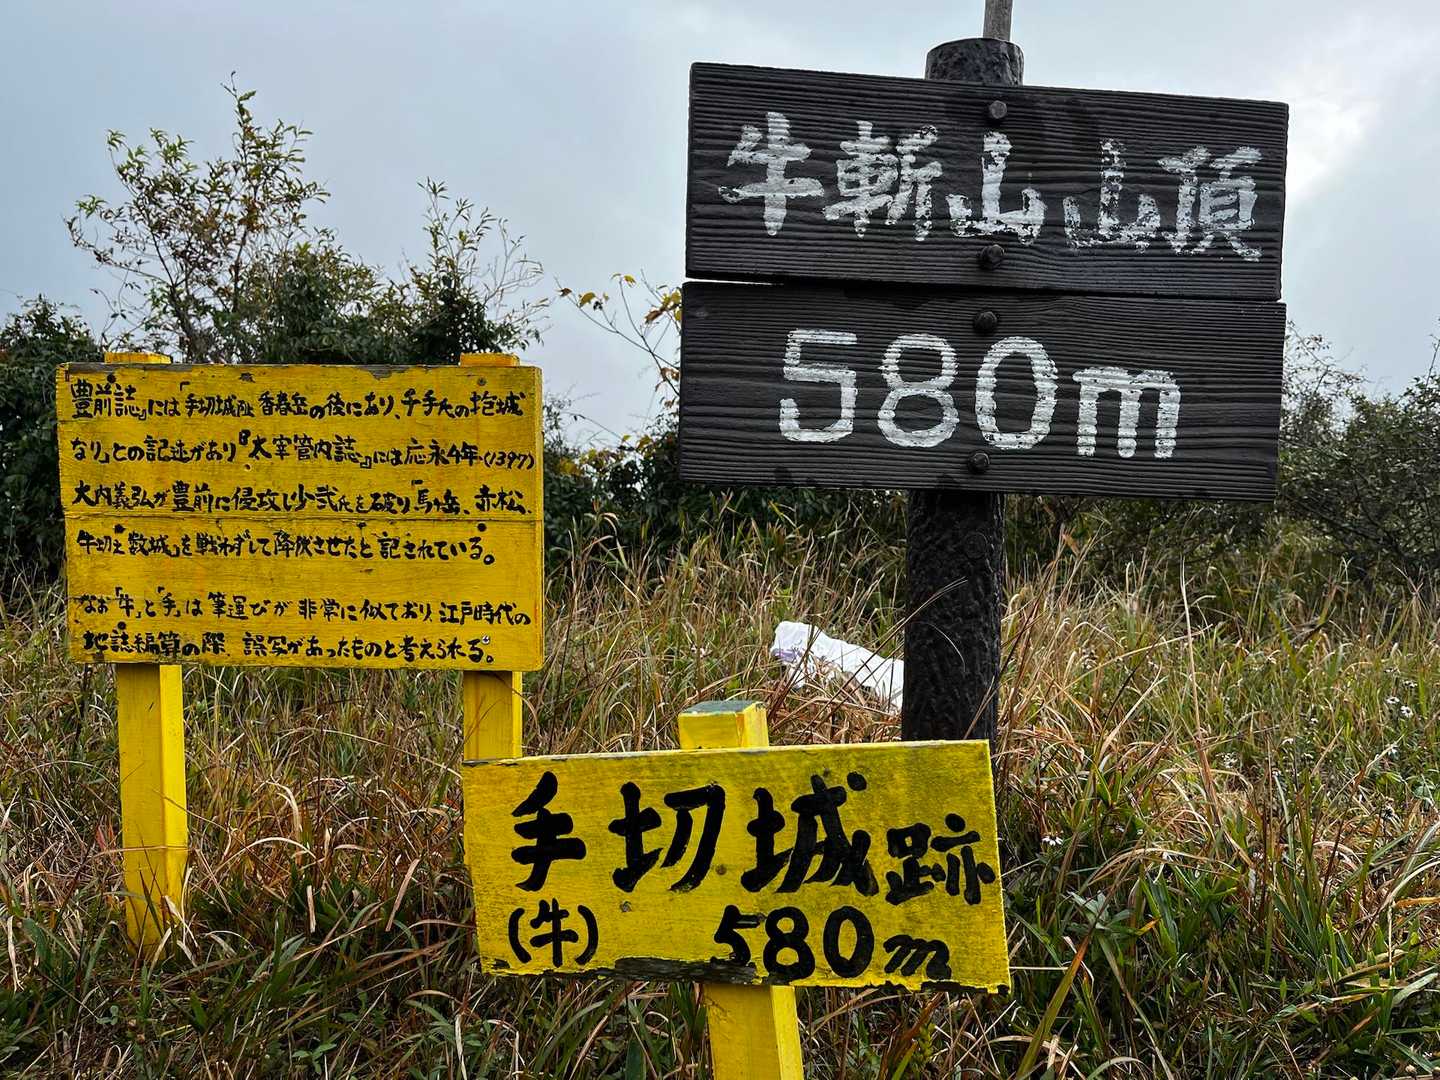 牛斬山山頂
580m
『豊前誌』には「手切城址 香春岳の後にあり、千手氏の抱城
なり」との記述があり『太宰管内誌』には応永4年(1397)
大内義弘が豊前に侵攻し少弐氏を破り「馬ヶ岳、赤松、
牛切等数城」を戦わずして降伏させたと記されている。
なお「牛」と「手」は筆運びが非常に似ており、江戸時代の
地誌編算の際、誤写があったものと考えられる。
手切城跡
(牛) 580m